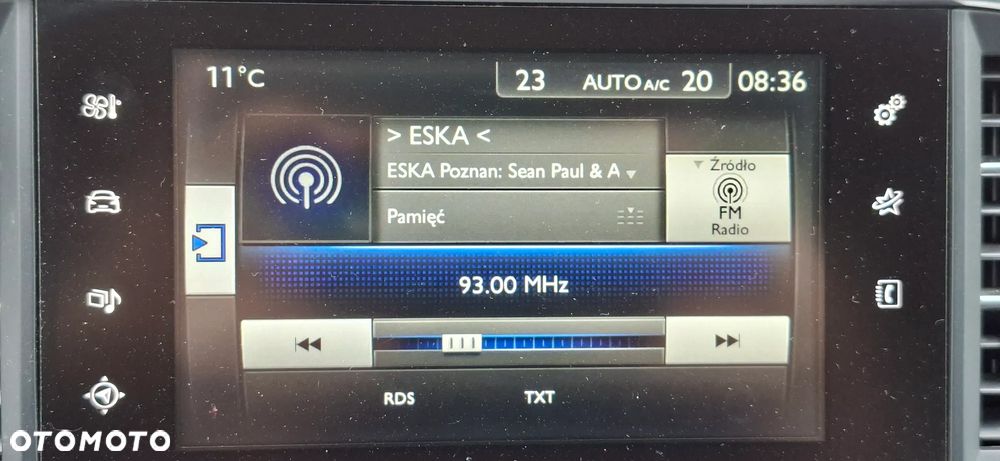 11°C
23 AUTO A/C 20 08:36
> ESKA <
ESKA Poznan: Sean Paul & A
Źródło
FM
Radio
Pamięć
93.00 MHz
RDS TXT
OTOMOTO